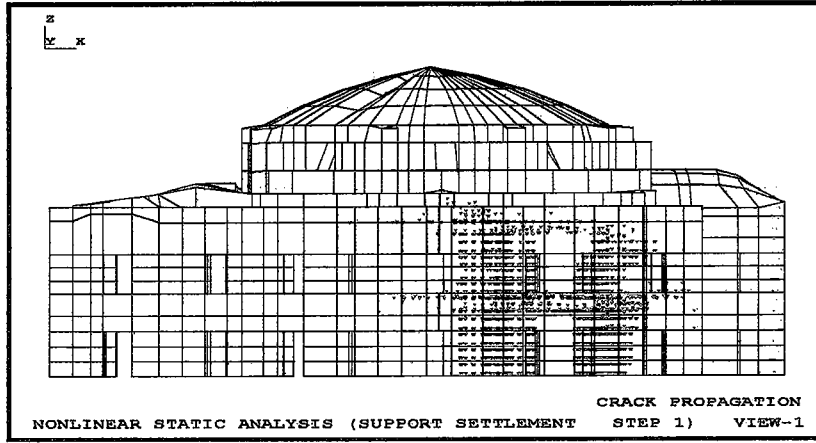 Z
Y X
CRACK PROPAGATION
NONLINEAR STATIC ANALYSIS (SUPPORT SETTLEMENT STEP 1) VIEW-1